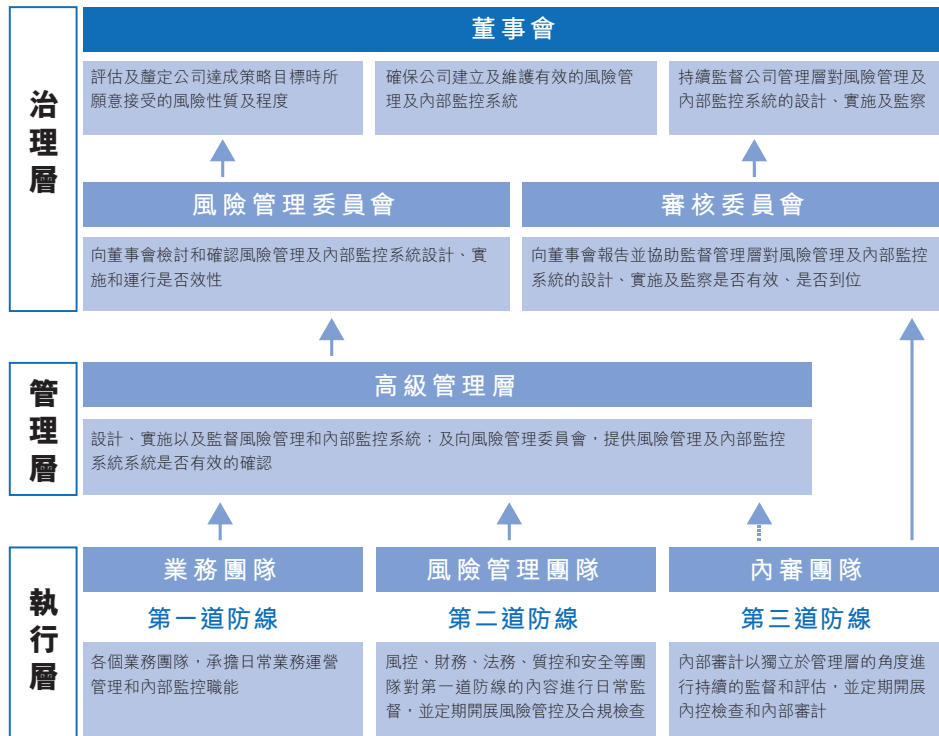 治理層
董事會
評估及釐定公司達成策略目標時所
願意接受的風險性質及程度
確保公司建立及維護有效的風險管
理及內部監控系統
持續監督公司管理層對風險管理及
內部監控系統的設計、實施及監察
風險管理委員會
向董事會檢討和確認風險管理及內部監控系統設計、實
施和運行是否效性
審核委員會
向董事會報告並協助監督管理層對風險管理及內部監控
系統的設計、實施及監察是否有效、是否到位
管理層
高級管理層
設計、實施以及監督風險管理和內部監控系統；及向風險管理委員會，提供風險管理及內部監控
系統系統是否有效的確認
執行層
業務團隊
第一道防線
各個業務團隊，承擔日常業務運營
管理和內部監控職能
風險管理團隊
第二道防線
風控、財務、法務、質控和安全等團
隊對第一道防線的內容進行日常監
督，並定期開展風險管控及合規檢查
內審團隊
第三道防線
內部審計以獨立於管理層的角度進
行持續的監督和評估，並定期開展
內控檢查和內部審計